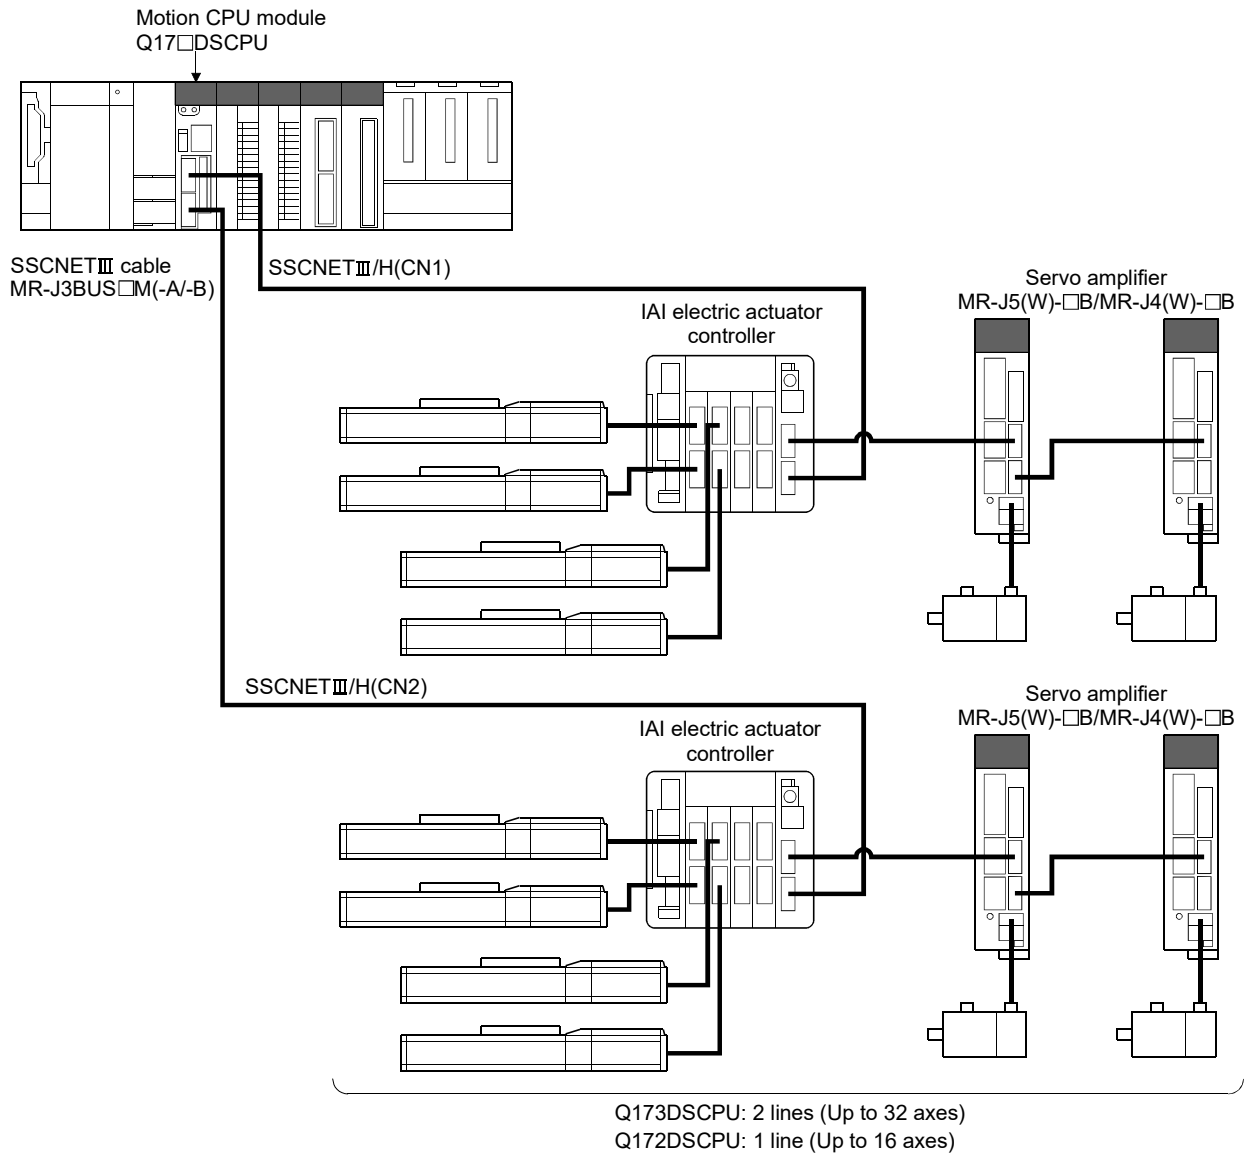 Motion CPU module
Q17□DSCPU
SSCNETⅢ cable
MR-J3BUS□M(-A/-B)
SSCNETⅢ/H(CN1)
IAI electric actuator
controller
Servo amplifier
MR-J5(W)-□B/MR-J4(W)-□B
SSCNETⅢ/H(CN2)
IAI electric actuator
controller
Servo amplifier
MR-J5(W)-□B/MR-J4(W)-□B
Q173DSCPU: 2 lines (Up to 32 axes)
Q172DSCPU: 1 line (Up to 16 axes)